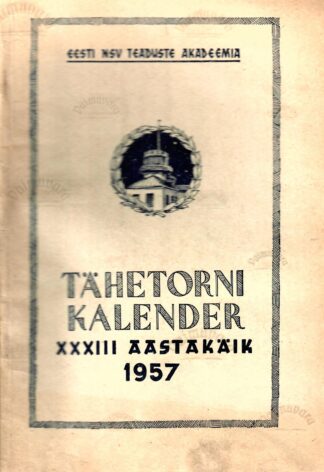 EESTI NSV TEADUSTE AKADEEMIA
TÄHETORNI
KALENDER
XXXIII AASTAKÄIK
1957